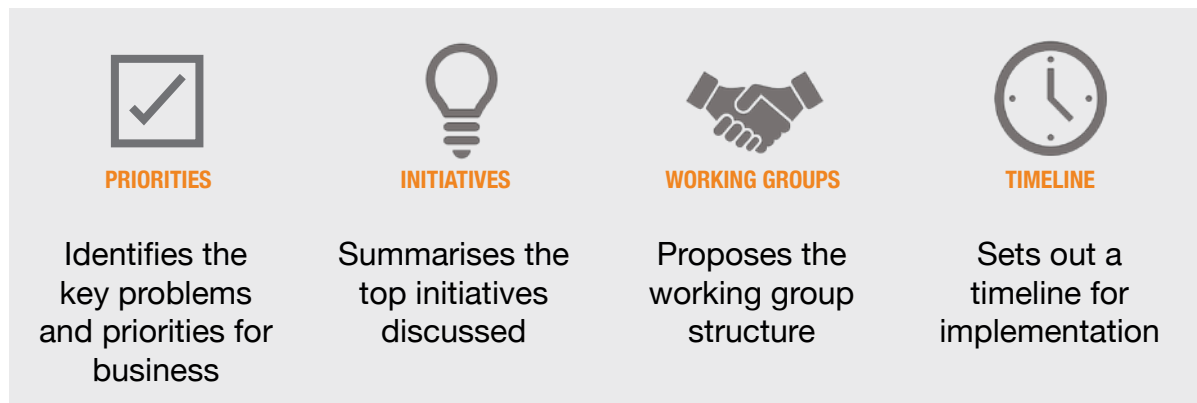 PRIORITIES
Identifies the
key problems
and priorities for
business
INITIATIVES
Summarises the
top initiatives
discussed
WORKING GROUPS
Proposes the
working group
structure
TIMELINE
Sets out a
timeline for
implementation